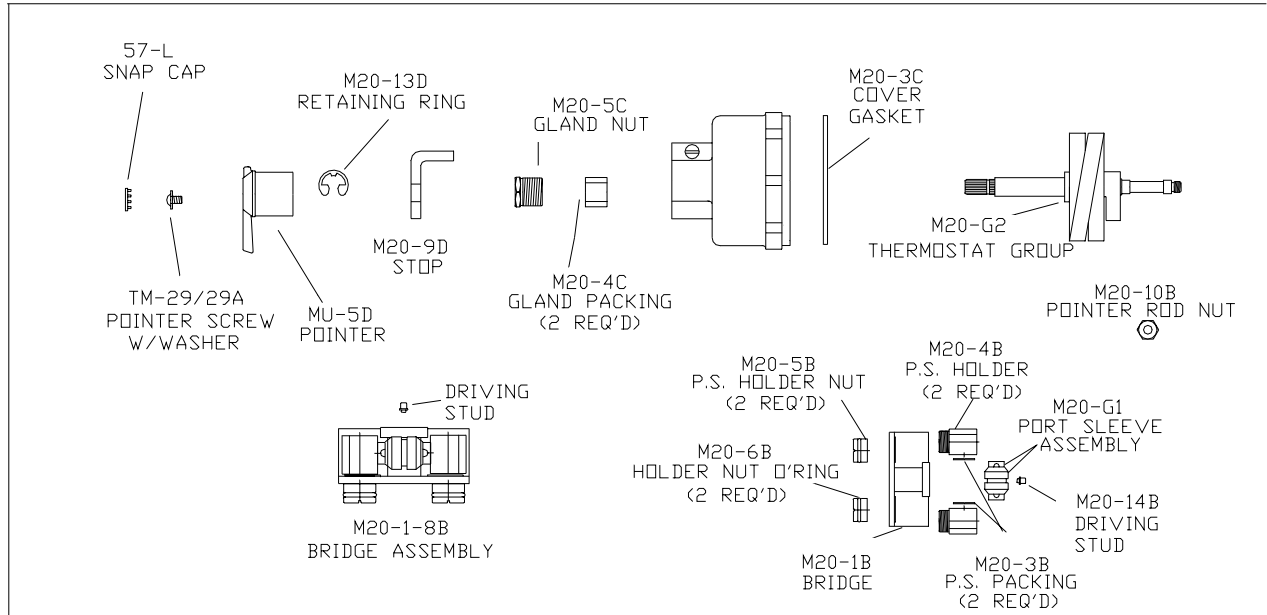 57-L
SNAP CAP
M20-13D
RETAINING RING
M20-5C
GLAND NUT
M20-3C
COVER
GASKET
M20-9D
STOP
M20-4C
GLAND PACKING
(2 REQ'D)
M20-G2
THERMOSTAT GROUP
TM-29/29A
POINTER SCREW
W/WASHER
MU-5D
POINTER
M20-10B
POINTER ROD NUT
DRIVING
STUD
M20-1-8B
BRIDGE ASSEMBLY
M20-5B
P.S. HOLDER NUT
(2 REQ'D)
M20-4B
P.S. HOLDER
(2 REQ'D)
M20-G1
PORT SLEEVE
ASSEMBLY
M20-6B
HOLDER NUT O'RING
(2 REQ'D)
M20-14B
DRIVING
STUD
M20-1B
BRIDGE
M20-3B
P.S. PACKING
(2 REQ'D)